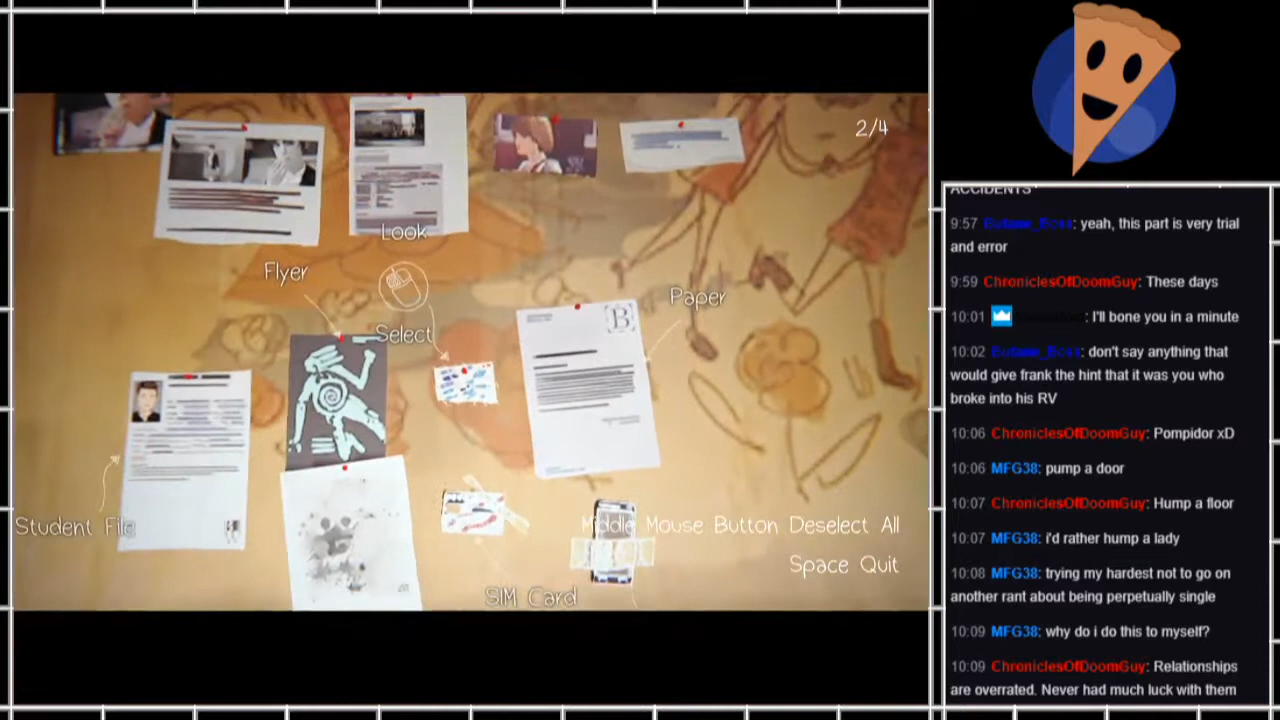 2/4
Look
Flyer
Paper
Select
B
Student File
Middle Mouse Button Deselect All
Space Quit
SIM Card
ACCIDENTS
9:57 Butane_Boss: yeah, this part is very trial
and error
9:59 ChroniclesOfDoomGuy: These days
10:01 : I'll bone you in a minute
10:02 Butane_Boss: don't say anything that
would give frank the hint that it was you who
broke into his RV
10:06 ChroniclesOfDoomGuy: Pompidor xD
10:06 MFG38: pump a door
10:07 ChroniclesOfDoomGuy: Hump a floor
10:07 MFG38: i'd rather hump a lady
10:08 MFG38: trying my hardest not to go on
another rant about being perpetually single
10:09 MFG38: why do i do this to myself?
10:09 ChroniclesOfDoomGuy: Relationships
are overrated. Never had much luck with them